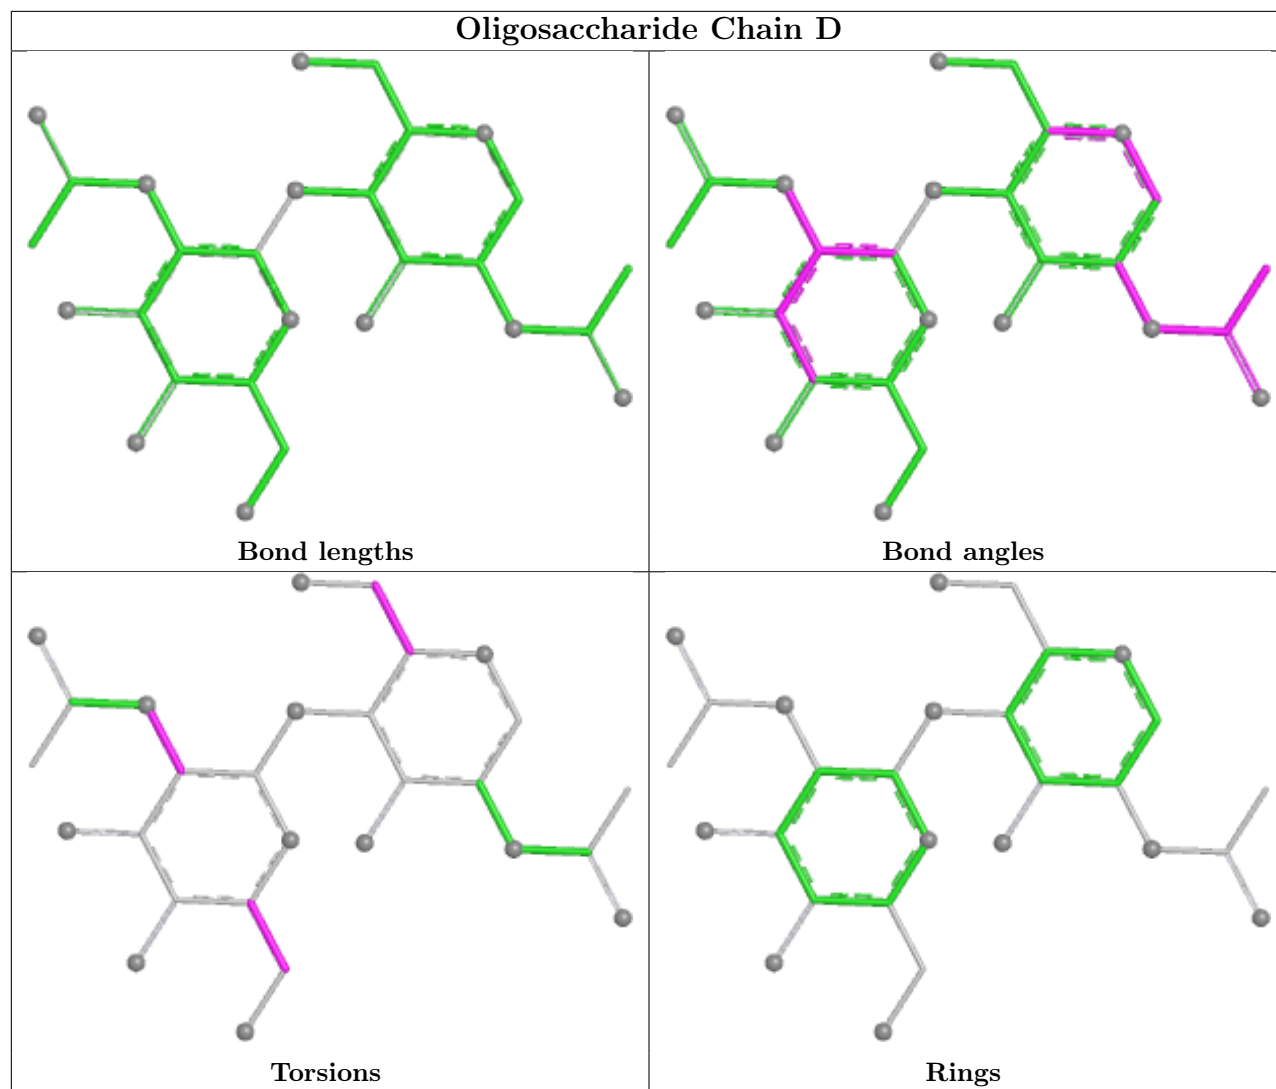 Oligosaccharide Chain D
Bond lengths
Bond angles
Torsions
Rings